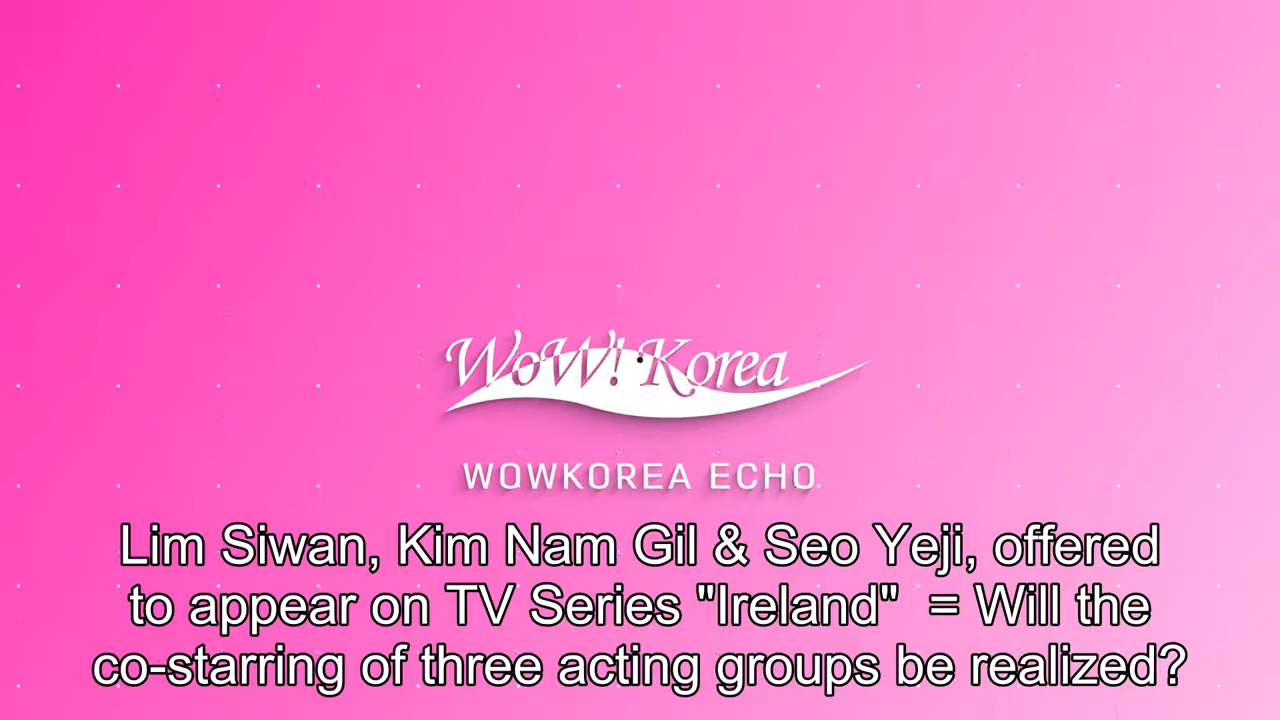 WoW! Korea
WOWKOREA ECHO
Lim Siwan, Kim Nam Gil & Seo Yeji, offered
to appear on TV Series "Ireland" = Will the
co-starring of three acting groups be realized?